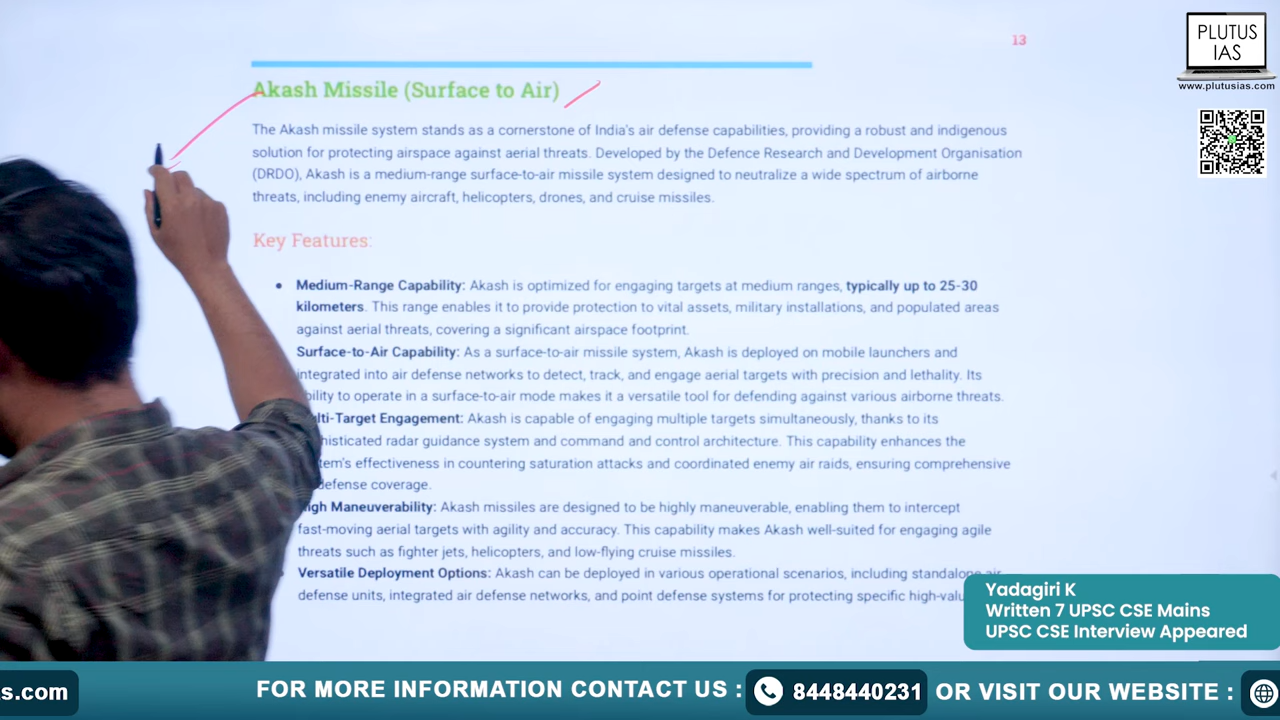 13
PLUTUS
IAS
www.plutusias.com
Akash Missile (Surface to Air)
The Akash missile system stands as a cornerstone of India's air defense capabilities, providing a robust and indigenous
solution for protecting airspace against aerial threats. Developed by the Defence Research and Development Organisation
(DRDO), Akash is a medium-range surface-to-air missile system designed to neutralize a wide spectrum of airborne
threats, including enemy aircraft, helicopters, drones, and cruise missiles.
Key Features:
• Medium-Range Capability: Akash is optimized for engaging targets at medium ranges, typically up to 25-30
kilometers. This range enables it to provide protection to vital assets, military installations, and populated areas
against aerial threats, covering a significant airspace footprint.
Surface-to-Air Capability: As a surface-to-air missile system, Akash is deployed on mobile launchers and
integrated into air defense networks to detect, track, and engage aerial targets with precision and lethality. Its
bility to operate in a surface-to-air mode makes it a versatile tool for defending against various airborne threats.
lti-Target Engagement: Akash is capable of engaging multiple targets simultaneously, thanks to its
histicated radar guidance system and command and control architecture. This capability enhances the
tem's effectiveness in countering saturation attacks and coordinated enemy air raids, ensuring comprehensive
defense coverage.
igh Maneuverability: Akash missiles are designed to be highly maneuverable, enabling them to intercept
fast-moving aerial targets with agility and accuracy. This capability makes Akash well-suited for engaging agile
threats such as fighter jets, helicopters, and low-flying cruise missiles.
Versatile Deployment Options: Akash can be deployed in various operational scenarios, including standalone air
defense units, integrated air defense networks, and point defense systems for protecting specific high-valu
Yadagiri K
Written 7 UPSC CSE Mains
UPSC CSE Interview Appeared
s.com FOR MORE INFORMATION CONTACT US : 8448440231 OR VISIT OUR WEBSITE :